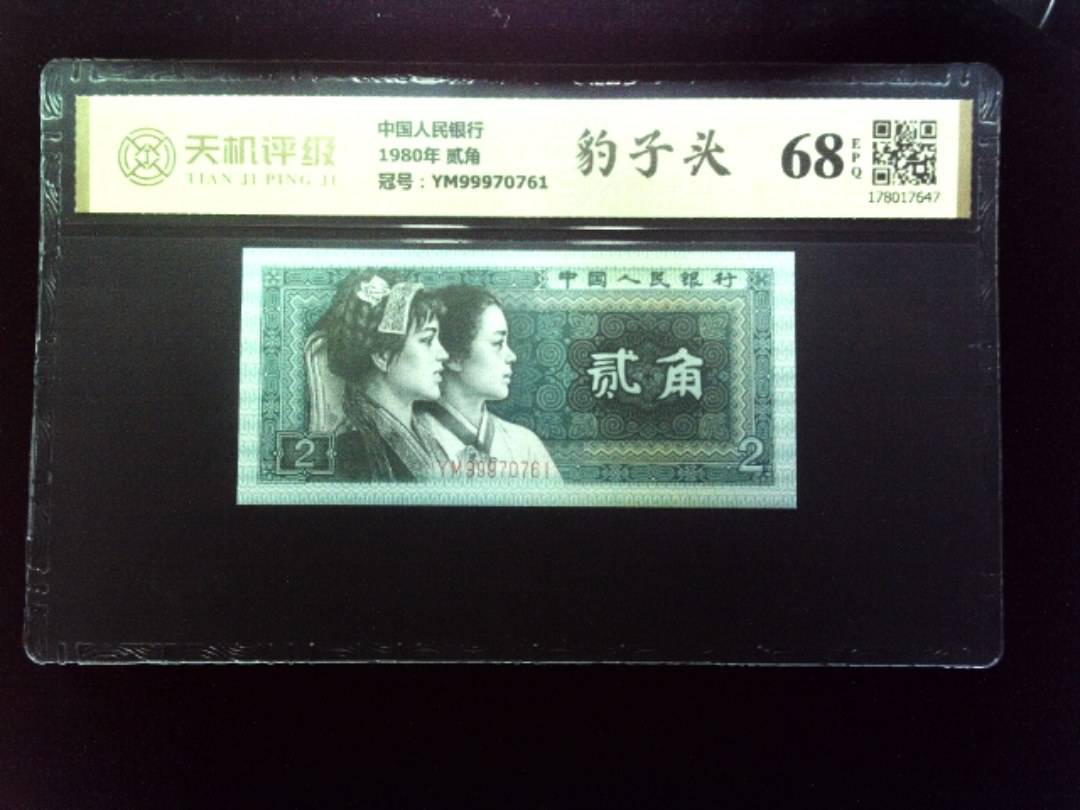 天机评级
TIAN JI PING JI
中国人民银行
1980年 贰角
冠号：YM99970761
豹子头
68
EPQ
178017647
中国人民银行
贰角
2
2
YM99970761